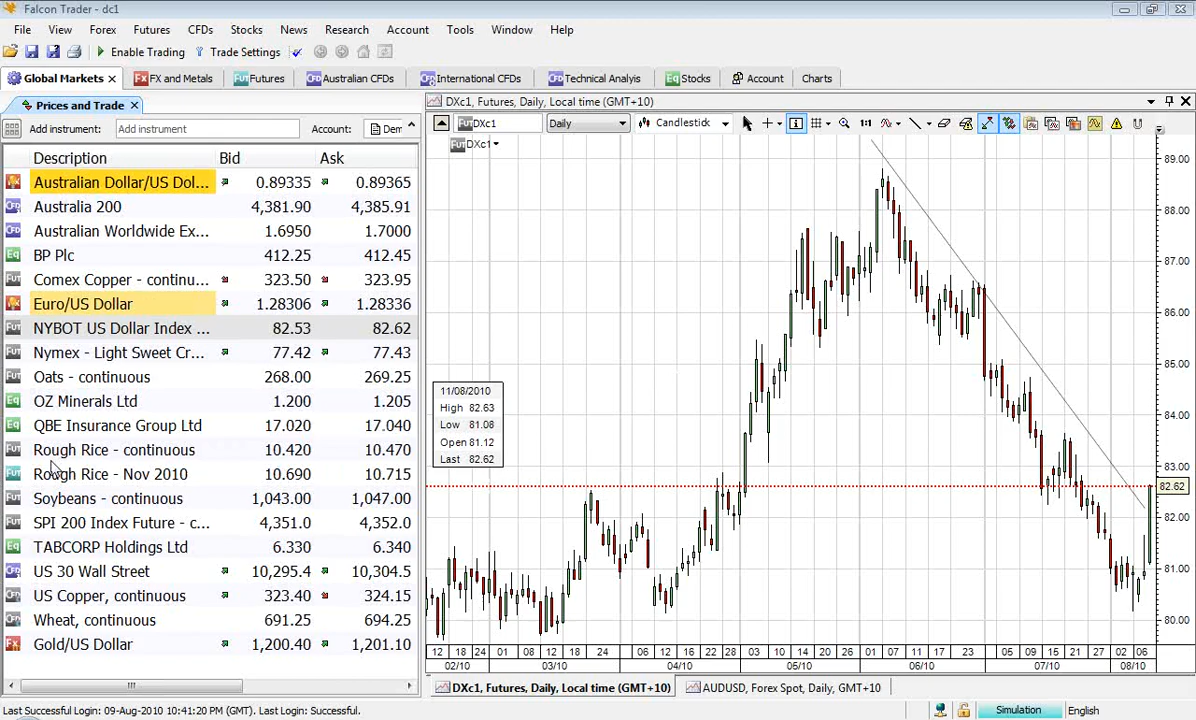 Falcon Trader - dc1
File View Forex Futures CFDs Stocks News Research Account Tools Window Help
Enable Trading Trade Settings
Global Markets FX and Metals Futures Australian CFDs International CFDs Technical Analyis Stocks Account Charts
Prices and Trade
Add instrument: Add instrument Account: Dem
Description Bid Ask
Australian Dollar/US Dol... 0.89335 0.89365
Australia 200 4,381.90 4,385.91
Australian Worldwide Ex... 1.6950 1.7000
BP Plc 412.25 412.45
Comex Copper - continu... 323.50 323.95
Euro/US Dollar 1.28306 1.28336
NYBOT US Dollar Index ... 82.53 82.62
Nymex - Light Sweet Cr... 77.42 77.43
Oats - continuous 268.00 269.25
OZ Minerals Ltd 1.200 1.205
QBE Insurance Group Ltd 17.020 17.040
Rough Rice - continuous 10.420 10.470
Rough Rice - Nov 2010 10.690 10.715
Soybeans - continuous 1,043.00 1,047.00
SPI 200 Index Future - c... 4,351.0 4,352.0
TABCORP Holdings Ltd 6.330 6.340
US 30 Wall Street 10,295.4 10,304.5
US Copper, continuous 323.40 324.15
Wheat, continuous 691.25 694.25
Gold/US Dollar 1,200.40 1,201.10
DXc1, Futures, Daily, Local time (GMT+10)
DXc1 Daily Candlestick 1:1
DXc1
89.00
88.00
87.00
86.00
85.00
84.00
83.00
82.62
82.00
81.00
80.00
11/08/2010
High 82.63
Low 81.08
Open 81.12
Last 82.62
12 18 24 01 08 12 18 24 06 12 20 26 03 10 14 20 26 01 07 11 17 23 05 09 15 21 27 02 06
02/10 03/10 04/10 05/10 06/10 07/10 08/10
DXc1, Futures, Daily, Local time (GMT+10) AUDUSD, Forex Spot, Daily, GMT+10
Last Successful Login: 09-Aug-2010 10:41:20 PM (GMT). Last Login: Successful. Simulation English